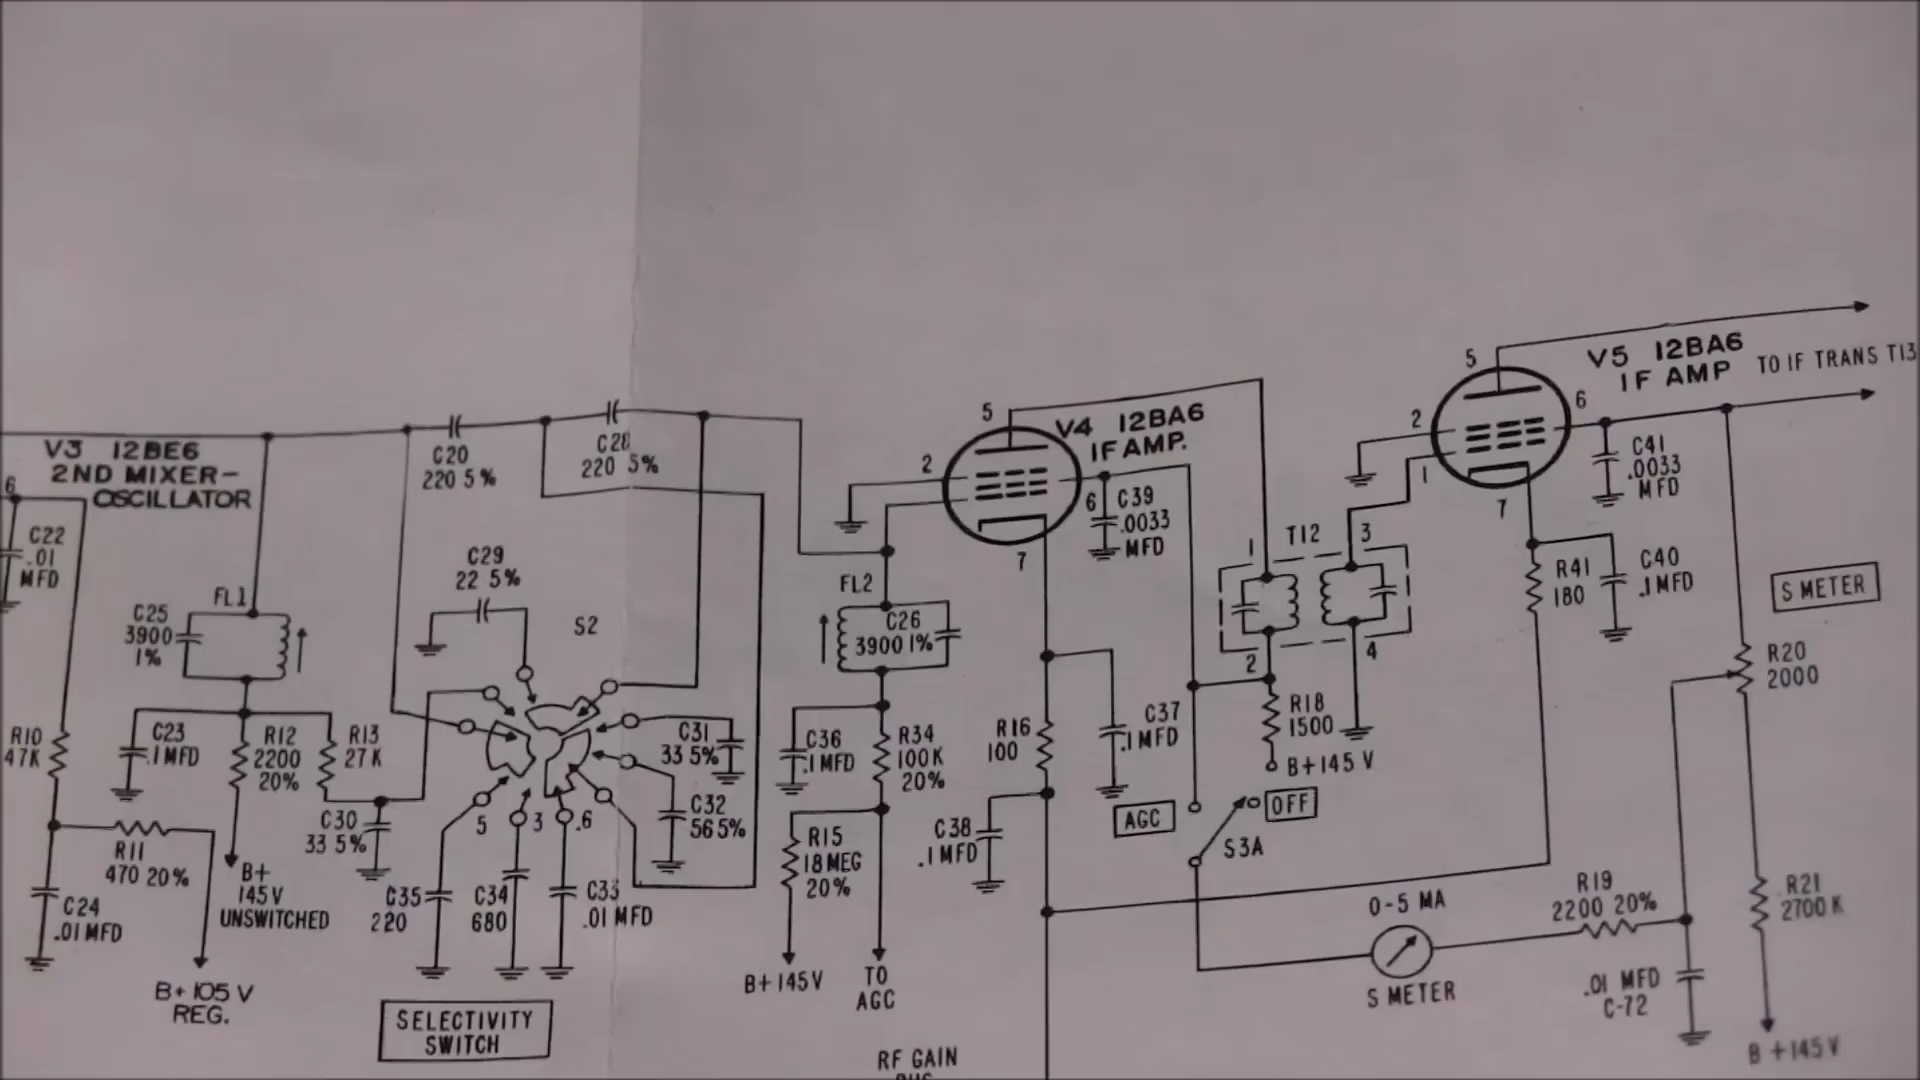 V3 12BE6
2ND MIXER-
OSCILLATOR
6
C22
.01
MFD
R10
47K
C24
.01MFD
R11
470 20%
B+105V
REG.
C25
3900
1%
FL1
C23
.1MFD
R12
2200
20%
R13
27K
B+
145V
UNSWITCHED
C30
33 5%
C20
220 5%
C28
220 5%
C29
22 5%
S2
C31
33 5%
C32
56 5%
5
3
.6
C35
220
C34
680
C33
.01 MFD
SELECTIVITY
SWITCH
FL2
C26
3900 1%
C36
.1MFD
R34
100K
20%
R15
18MEG
20%
B+145V
TO
AGC
5
V4 12BA6
IF AMP.
2
6
7
C39
.0033
MFD
R16
100
C37
.1MFD
C38
.1MFD
RF GAIN
T12
1
3
2
4
R18
1500
B+145V
AGC
OFF
S3A
0-5 MA
S METER
R19
2200 20%
.01 MFD
C-72
5
V5 12BA6
IF AMP
TO IF TRANS T13
2
6
1
7
C41
.0033
MFD
R41
180
C40
.1MFD
S METER
R20
2000
R21
2700K
B+145V